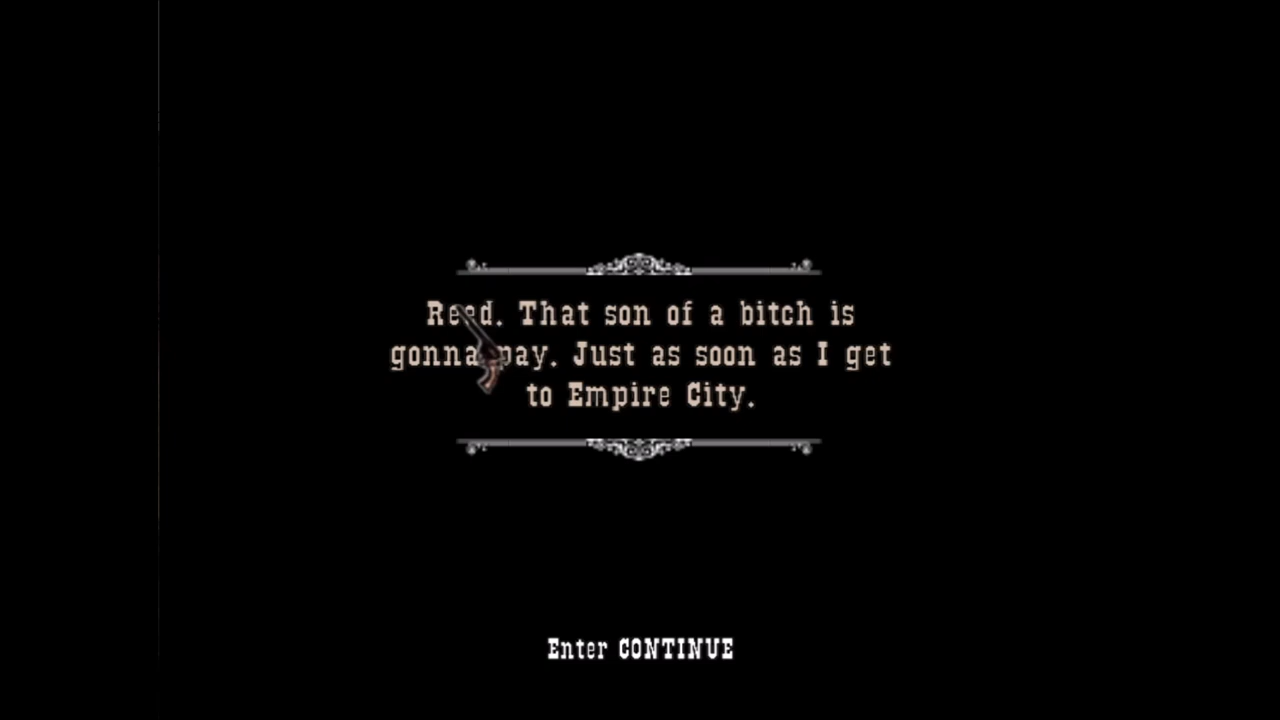 Reed. That son of a bitch is
gonna pay. Just as soon as I get
to Empire City.
Enter CONTINUE